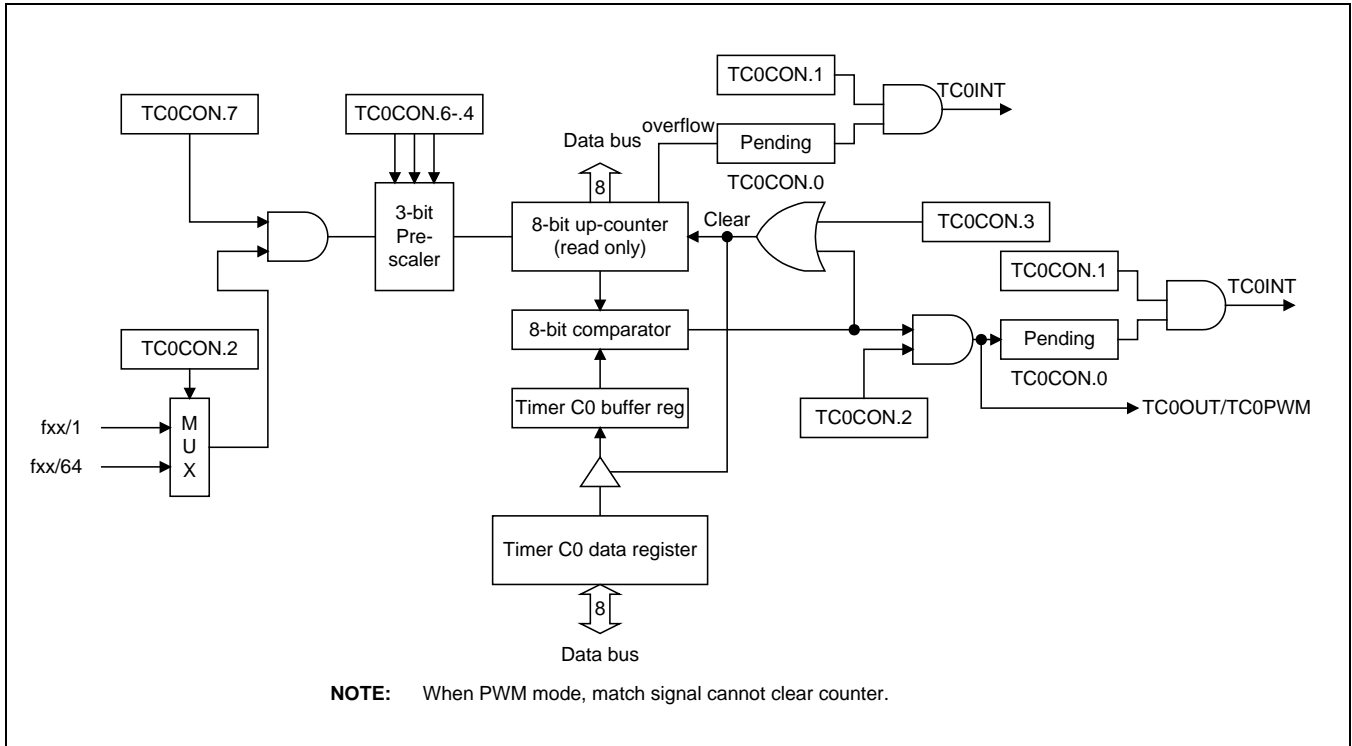 TC0CON.1
TC0INT
TC0CON.7
TC0CON.6-.4
overflow
Data bus
Pending
8
TC0CON.0
3-bit
Pre-
scaler
8-bit up-counter
(read only)
Clear
TC0CON.3
TC0CON.1
TC0INT
8-bit comparator
TC0CON.2
Pending
TC0CON.0
Timer C0 buffer reg
TC0CON.2
TC0OUT/TC0PWM
fxx/1
fxx/64
M
U
X
Timer C0 data register
8
Data bus
NOTE: When PWM mode, match signal cannot clear counter.